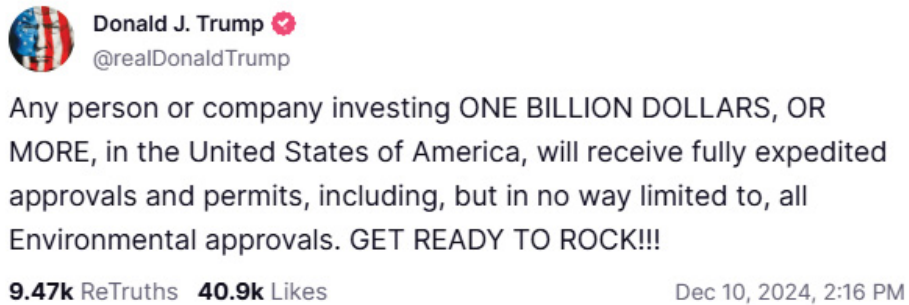 Donald J. Trump
@realDonaldTrump
Any person or company investing ONE BILLION DOLLARS, OR
MORE, in the United States of America, will receive fully expedited
approvals and permits, including, but in no way limited to, all
Environmental approvals. GET READY TO ROCK!!!
9.47k ReTruths 40.9k Likes Dec 10, 2024, 2:16 PM